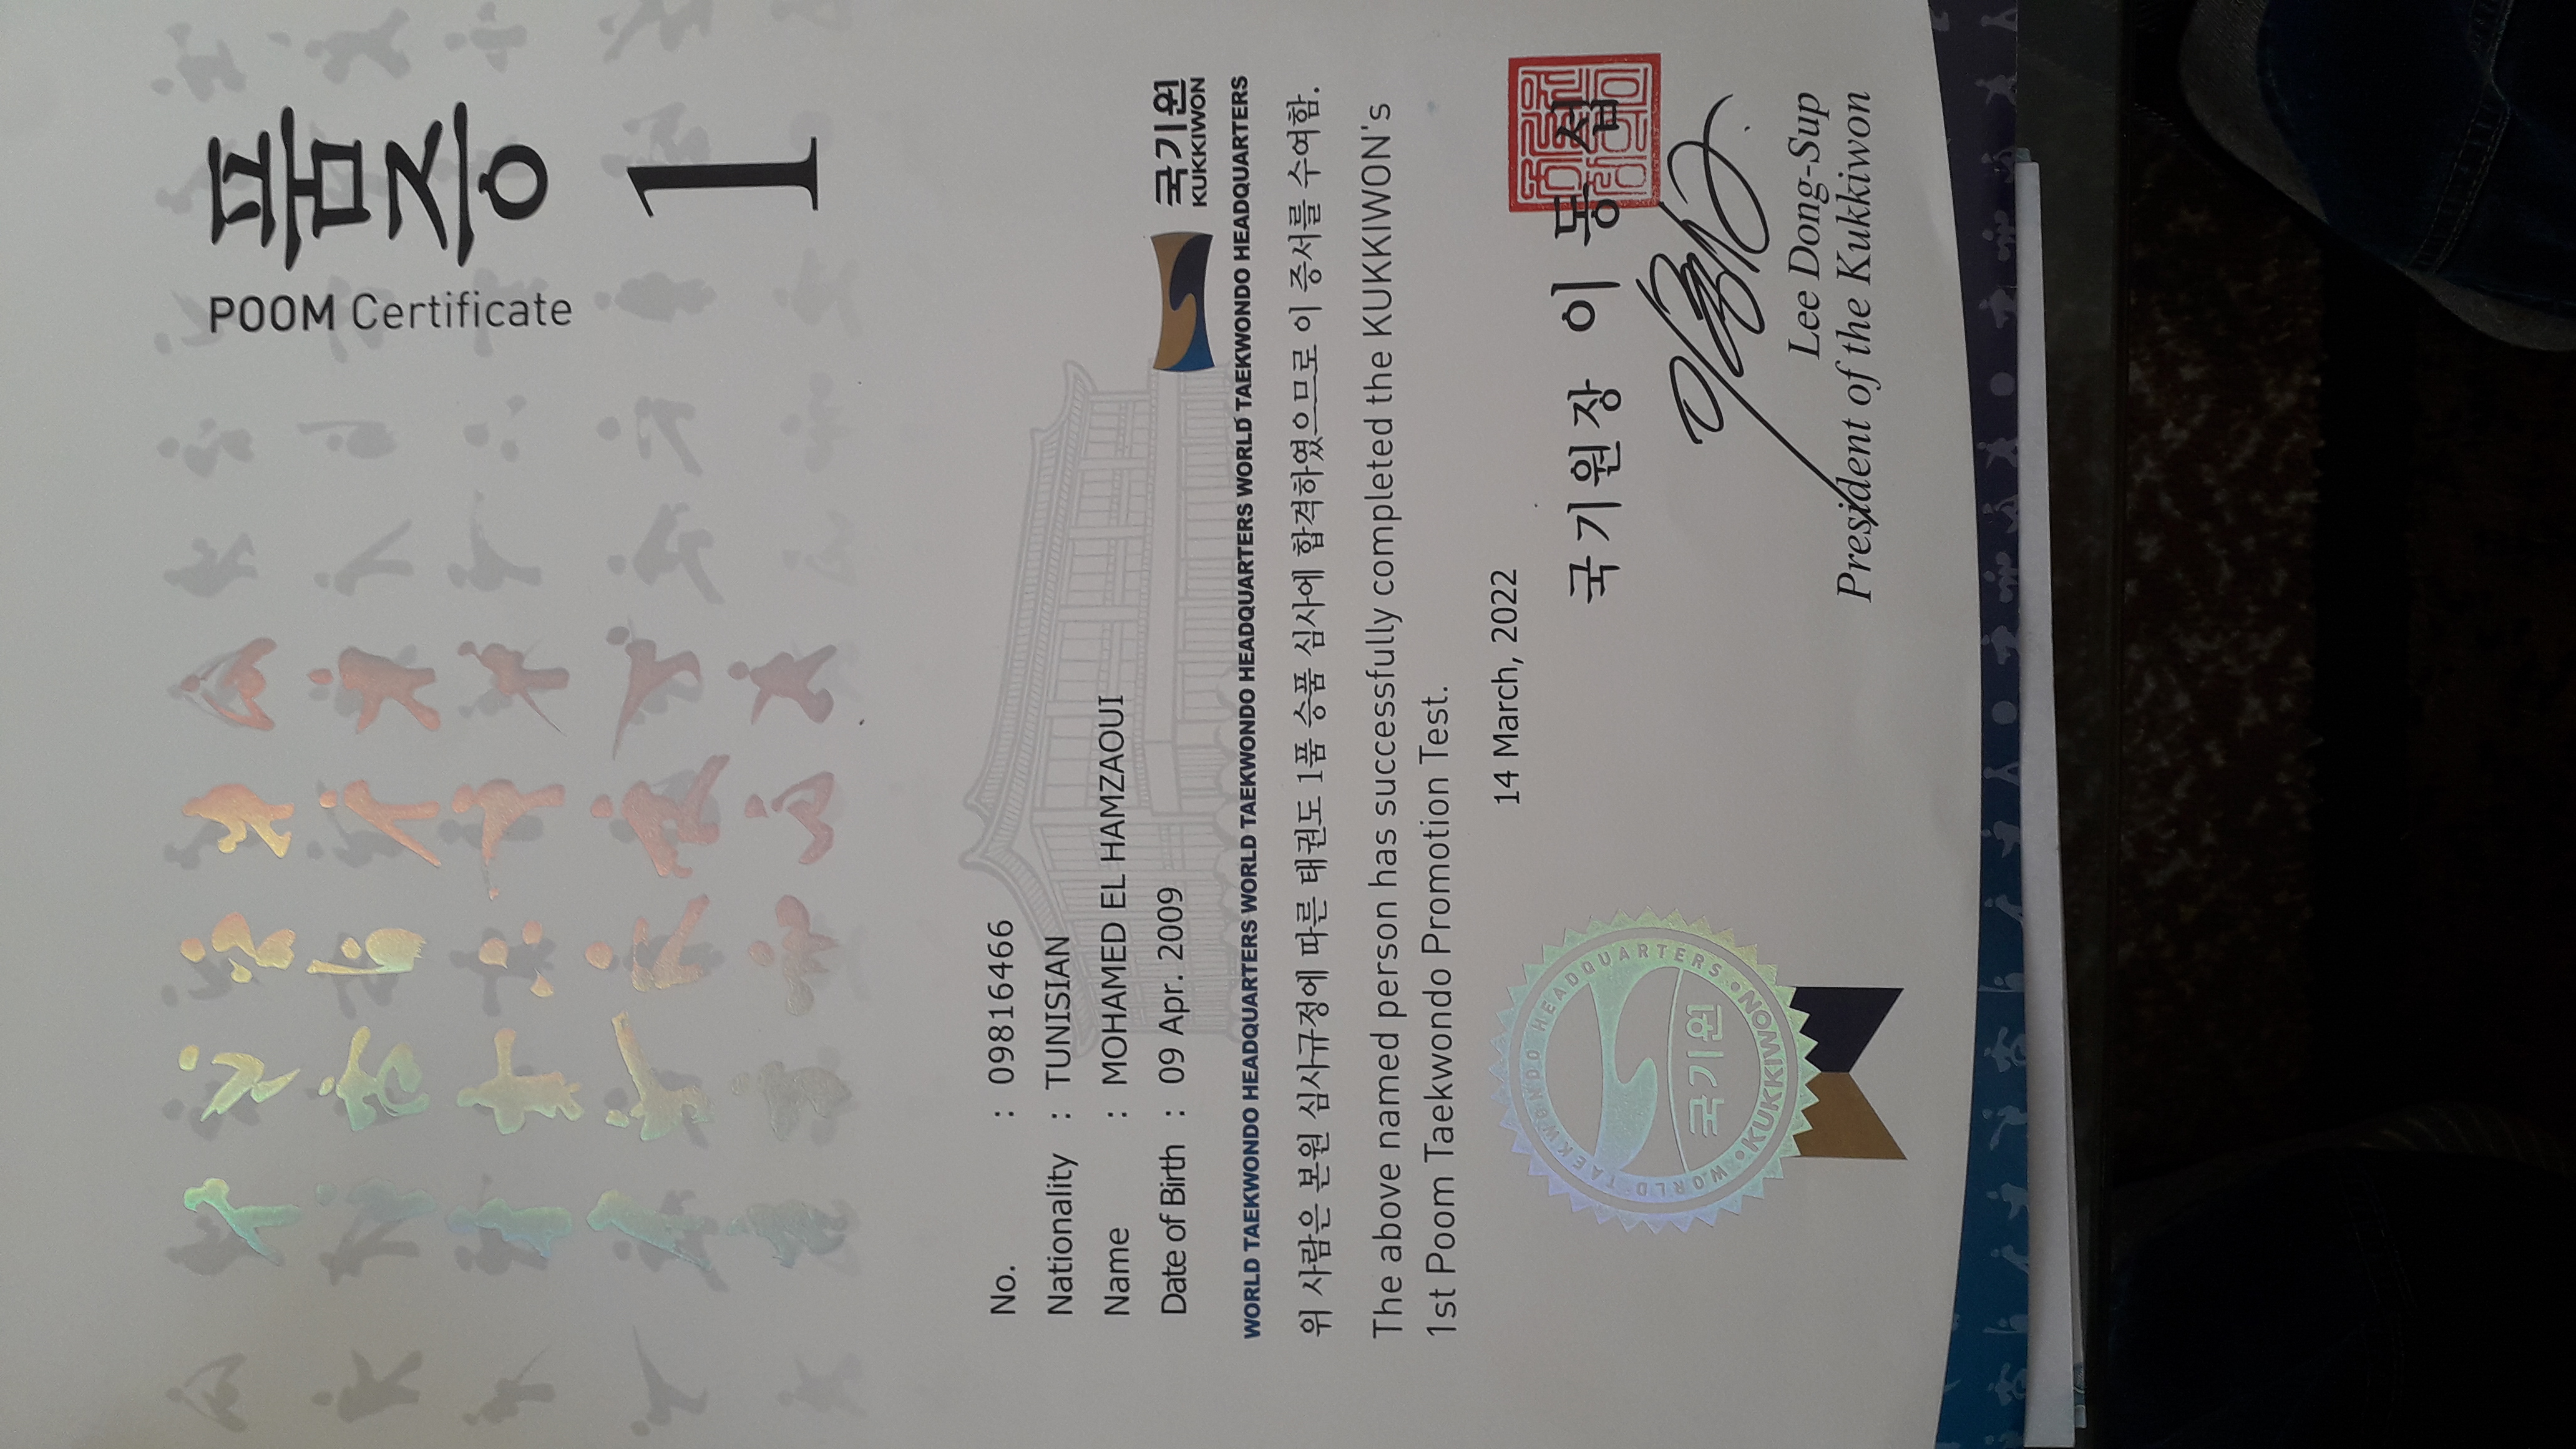 품증
POOM Certificate
1
No. : 09816466
Nationality : TUNISIAN
Name : MOHAMED EL HAMZAOUI
Date of Birth : 09 Apr. 2009
국기원
KUKKIWON
WORLD TAEKWONDO HEADQUARTERS WORLD TAEKWONDO HEADQUARTERS WORLD TAEKWONDO HEADQUARTERS WORLD TAEKWONDO HEADQUARTERS
위 사람은 본원 심사규정에 따른 태권도 1품 승품 심사에 합격하였으므로 이 증서를 수여함.
The above named person has successfully completed the KUKKIWON's
1st Poom Taekwondo Promotion Test.
14 March, 2022
국기원장 이동섭
Lee Dong-Sup
President of the Kukkiwon
WORLD TAEKWONDO HEADQUARTERS
국기원
KUKKIWON